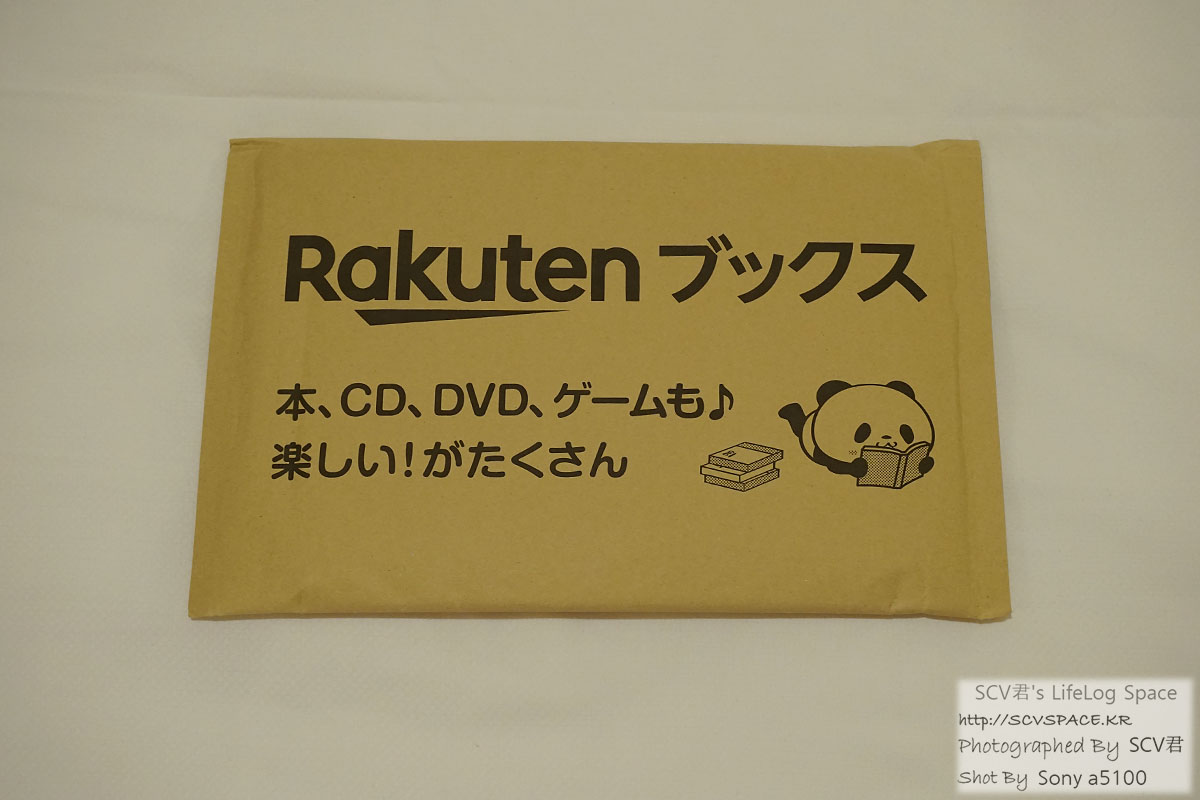 Rakuten ブックス
本、CD、DVD、ゲームも♪
楽しい!がたくさん
SCV君's LifeLog Space
http://SCVSPACE.KR
Photographed By SCV君
Shot By Sony a5100